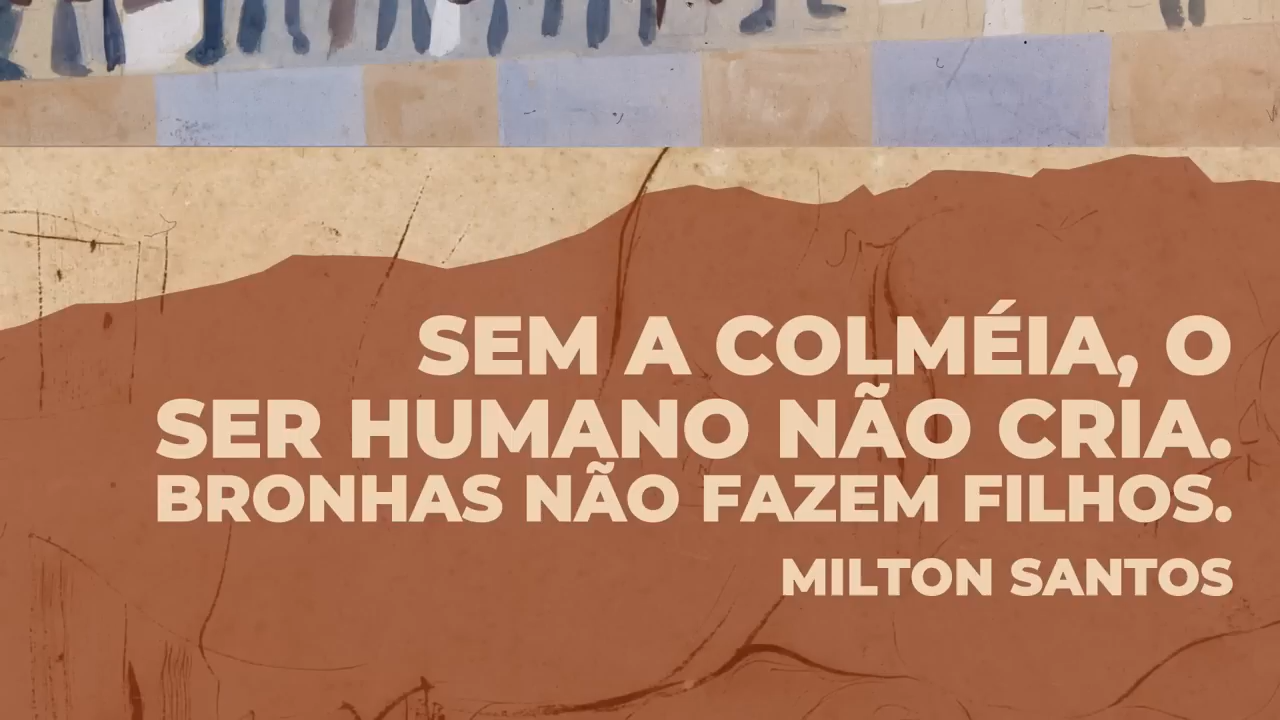 SEM A COLMÉIA, O
SER HUMANO NÃO CRIA.
BRONHAS NÃO FAZEM FILHOS.
MILTON SANTOS